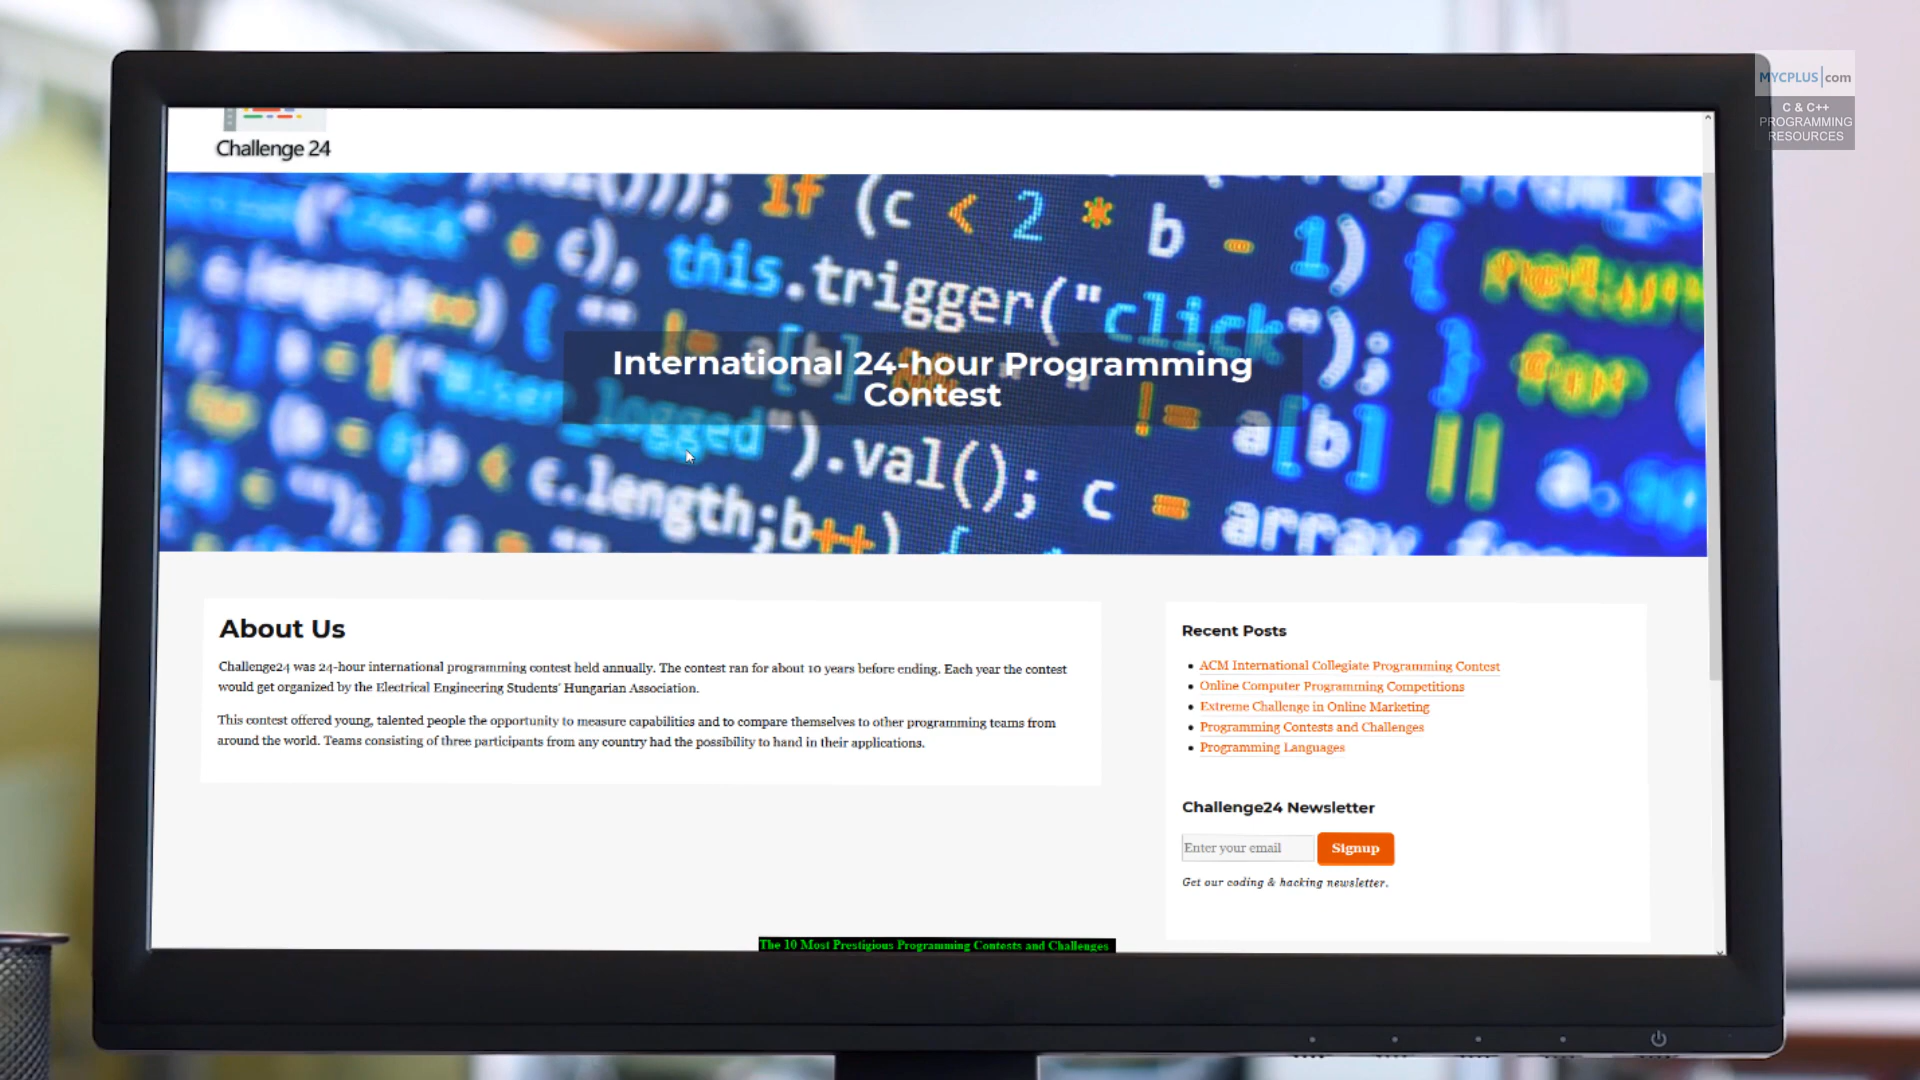 MYCPLUS|com
C & C++
PROGRAMMING
RESOURCES
Challenge 24
if (c < 2 * b - 1) {
c), this.trigger("click");
!= a[b]
International 24-hour Programming
Contest
logged").val(); c = array
!= a[b] ||
c.length;b++) {
About Us
Challenge24 was 24-hour international programming contest held annually. The contest ran for about 10 years before ending. Each year the contest
would get organized by the Electrical Engineering Students' Hungarian Association.
This contest offered young, talented people the opportunity to measure capabilities and to compare themselves to other programming teams from
around the world. Teams consisting of three participants from any country had the possibility to hand in their applications.
Recent Posts
ACM International Collegiate Programming Contest
Online Computer Programming Competitions
Extreme Challenge in Online Marketing
Programming Contests and Challenges
Programming Languages
Challenge24 Newsletter
Enter your email
Signup
Get our coding & hacking newsletter.
The 10 Most Prestigious Programming Contests and Challenges